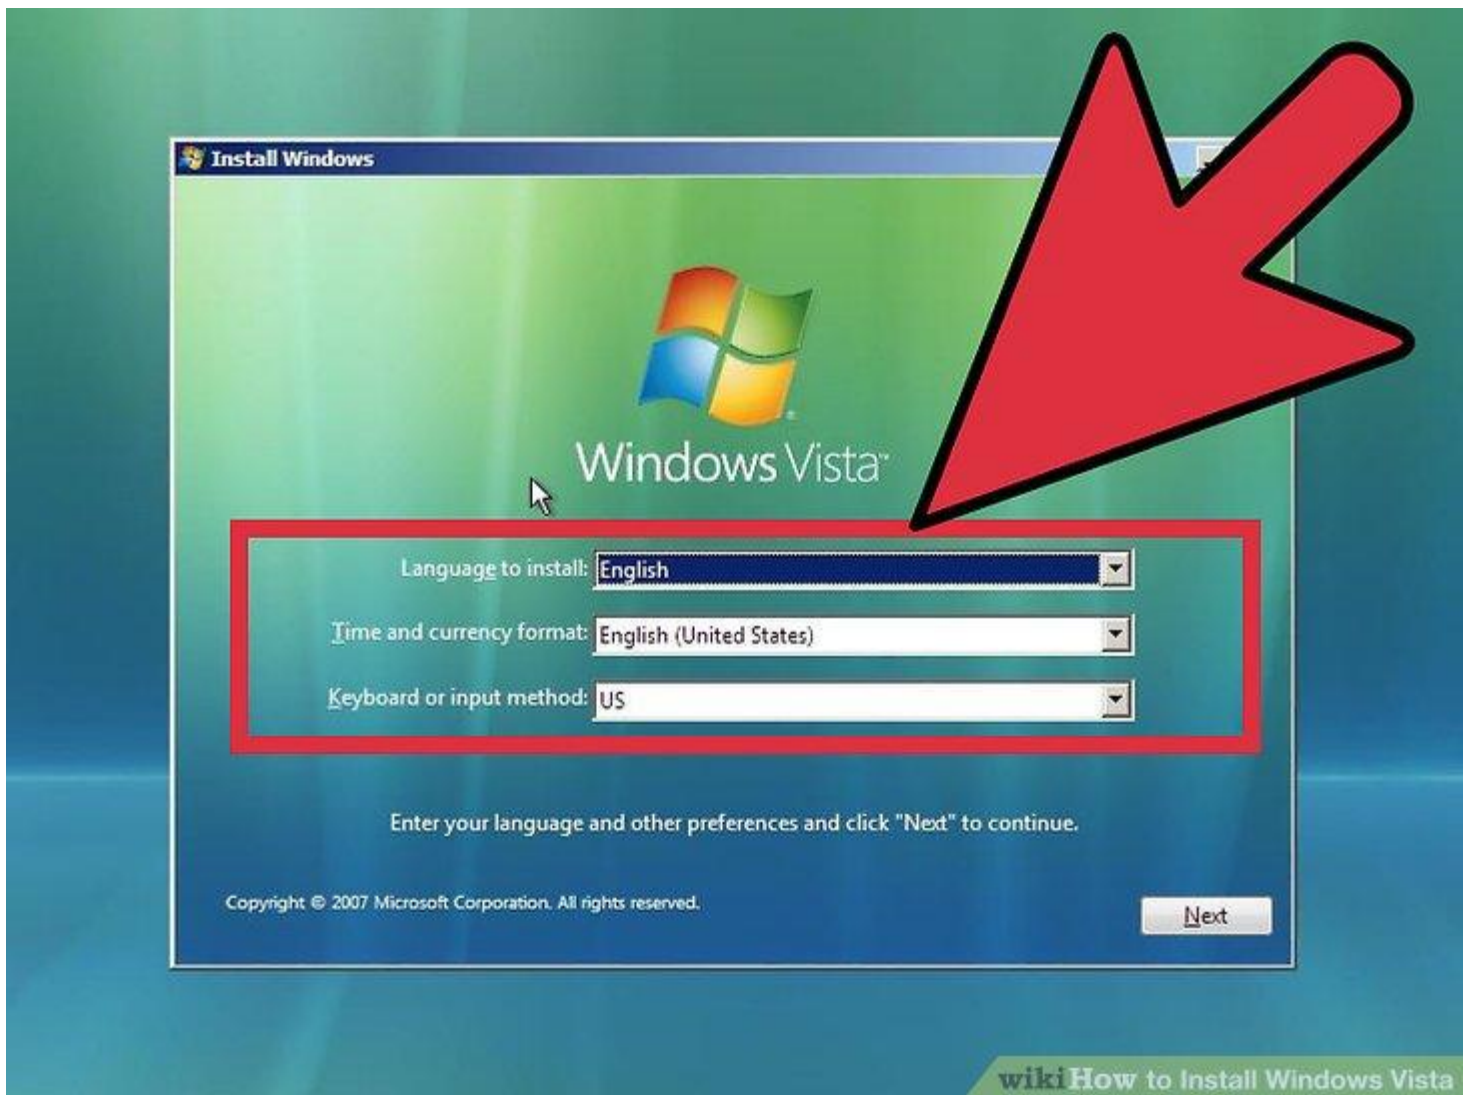 Install Windows
Windows Vista™
Language to install: English
Time and currency format: English (United States)
Keyboard or input method: US
Enter your language and other preferences and click "Next" to continue.
Copyright © 2007 Microsoft Corporation. All rights reserved.
Next
wikiHow to Install Windows Vista